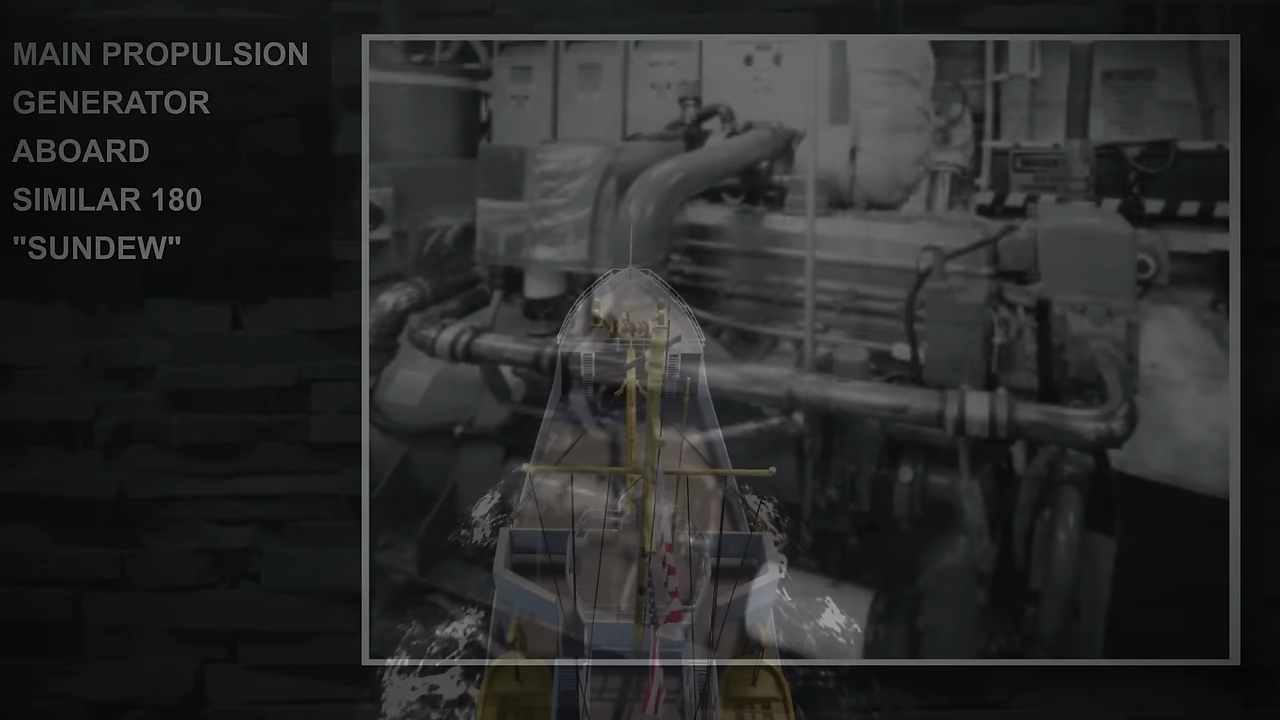 MAIN PROPULSION
GENERATOR
ABOARD
SIMILAR 180
"SUNDEW"